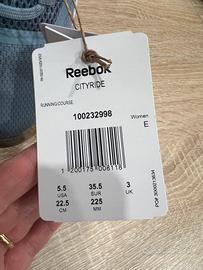 Reebok
CITYRIDE
RUNNING/COURSE
100232998
Women
E
1 200175 008118
5.5 35.5 3
USA EUR UK
22.5 225
CM MM